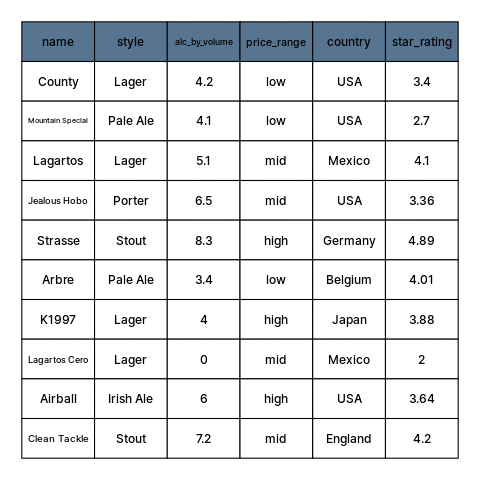 name style alc_by_volume price_range country star_rating
County Lager 4.2 low USA 3.4
Mountain Special Pale Ale 4.1 low USA 2.7
Lagartos Lager 5.1 mid Mexico 4.1
Jealous Hobo Porter 6.5 mid USA 3.36
Strasse Stout 8.3 high Germany 4.89
Arbre Pale Ale 3.4 low Belgium 4.01
K1997 Lager 4 high Japan 3.88
Lagartos Cero Lager 0 mid Mexico 2
Airball Irish Ale 6 high USA 3.64
Clean Tackle Stout 7.2 mid England 4.2